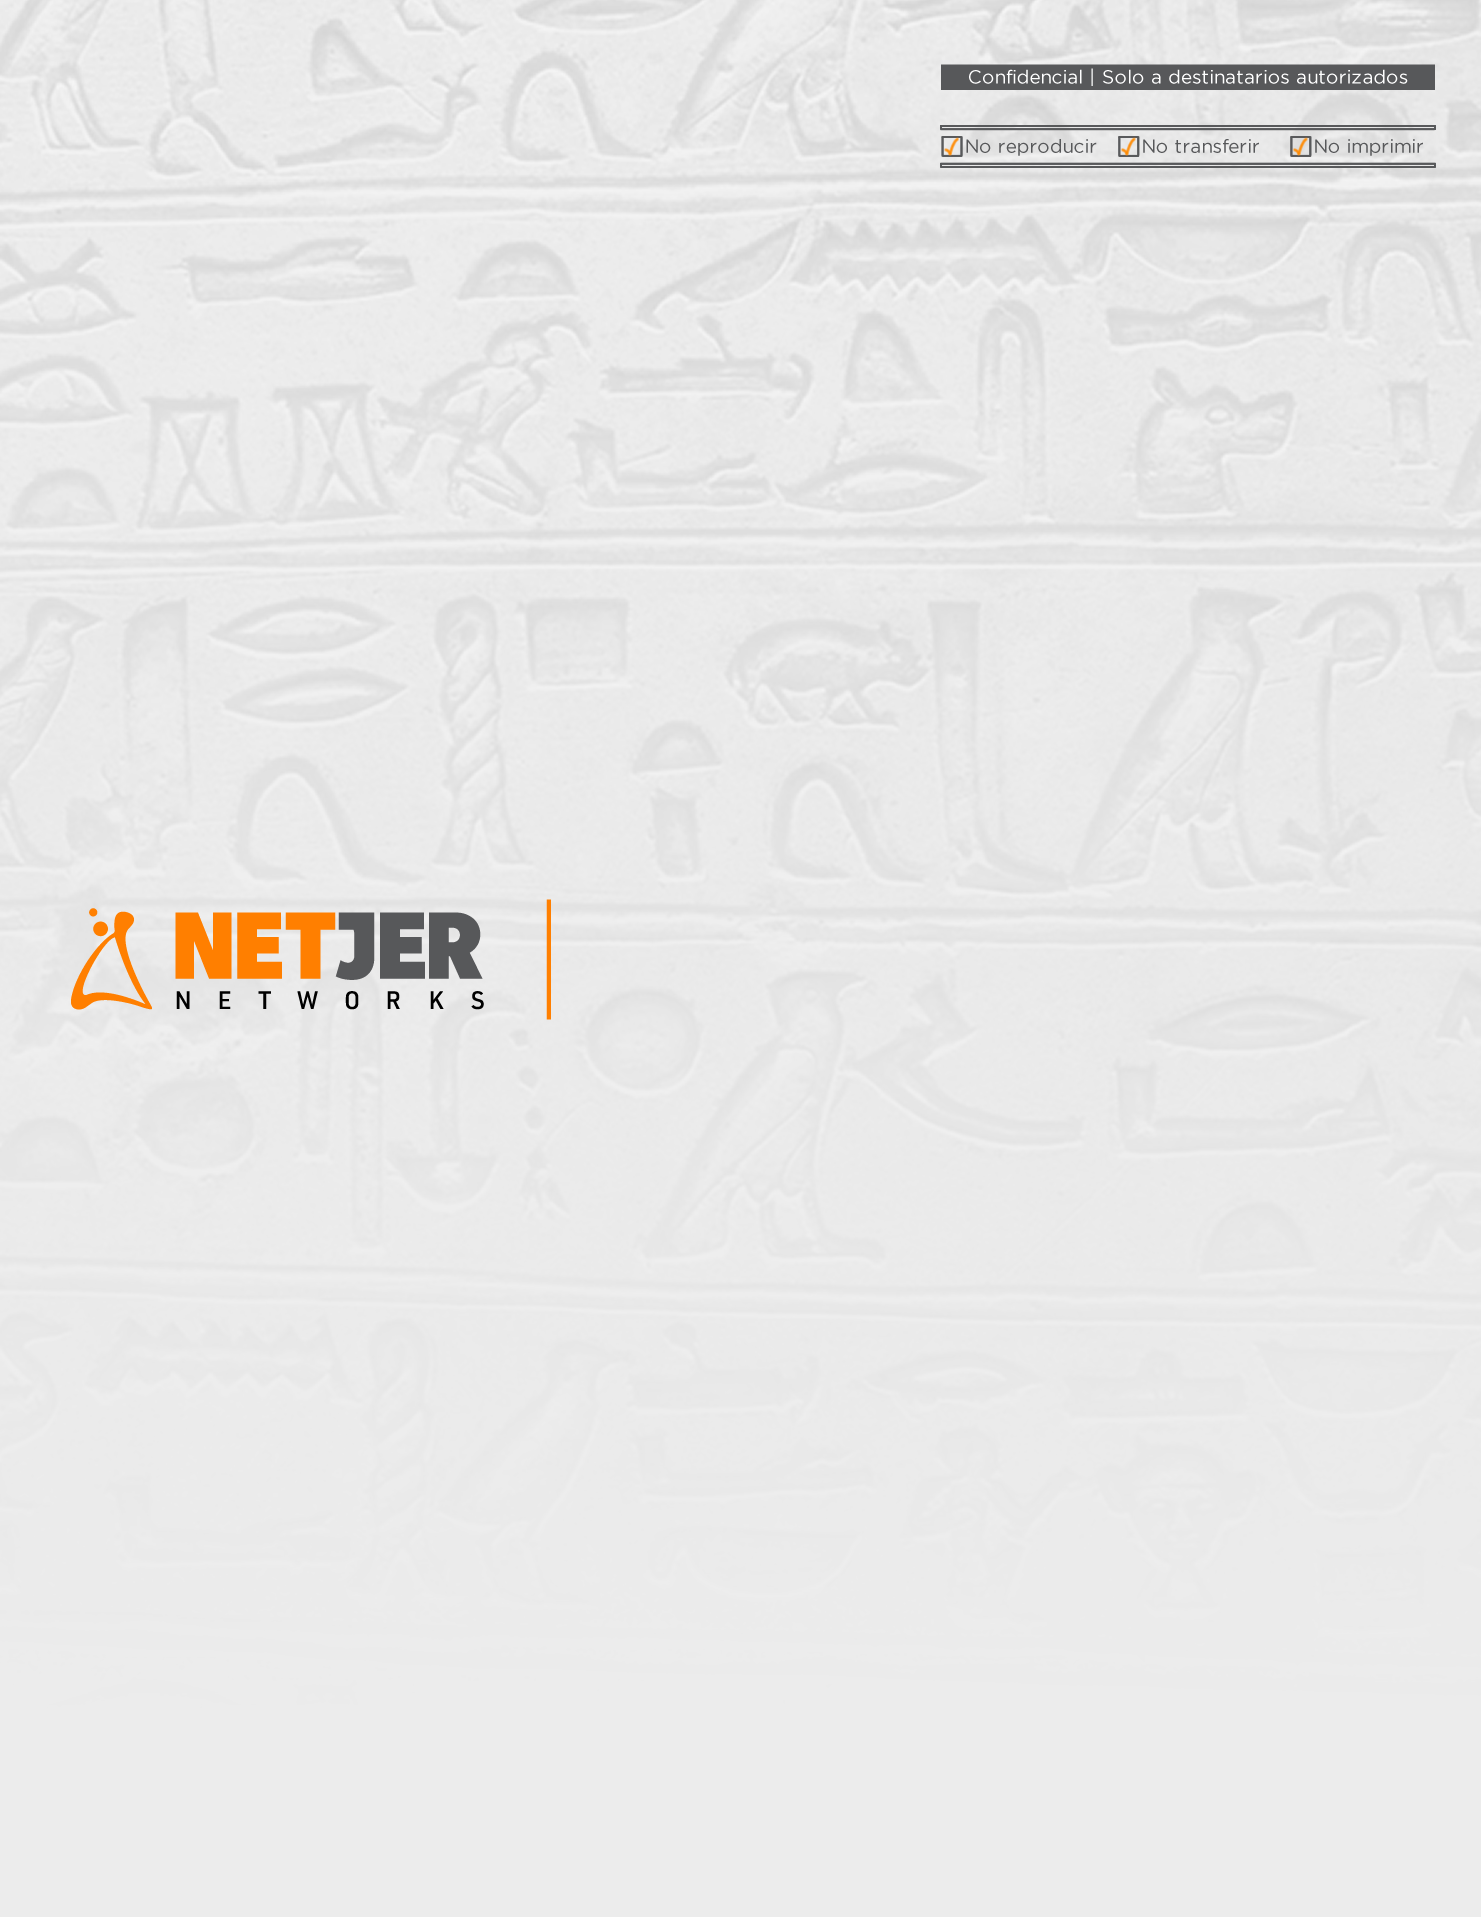 Confidencial | Solo a destinatarios autorizados
No reproducir No transferir No imprimir
NETJER
NETWORKS